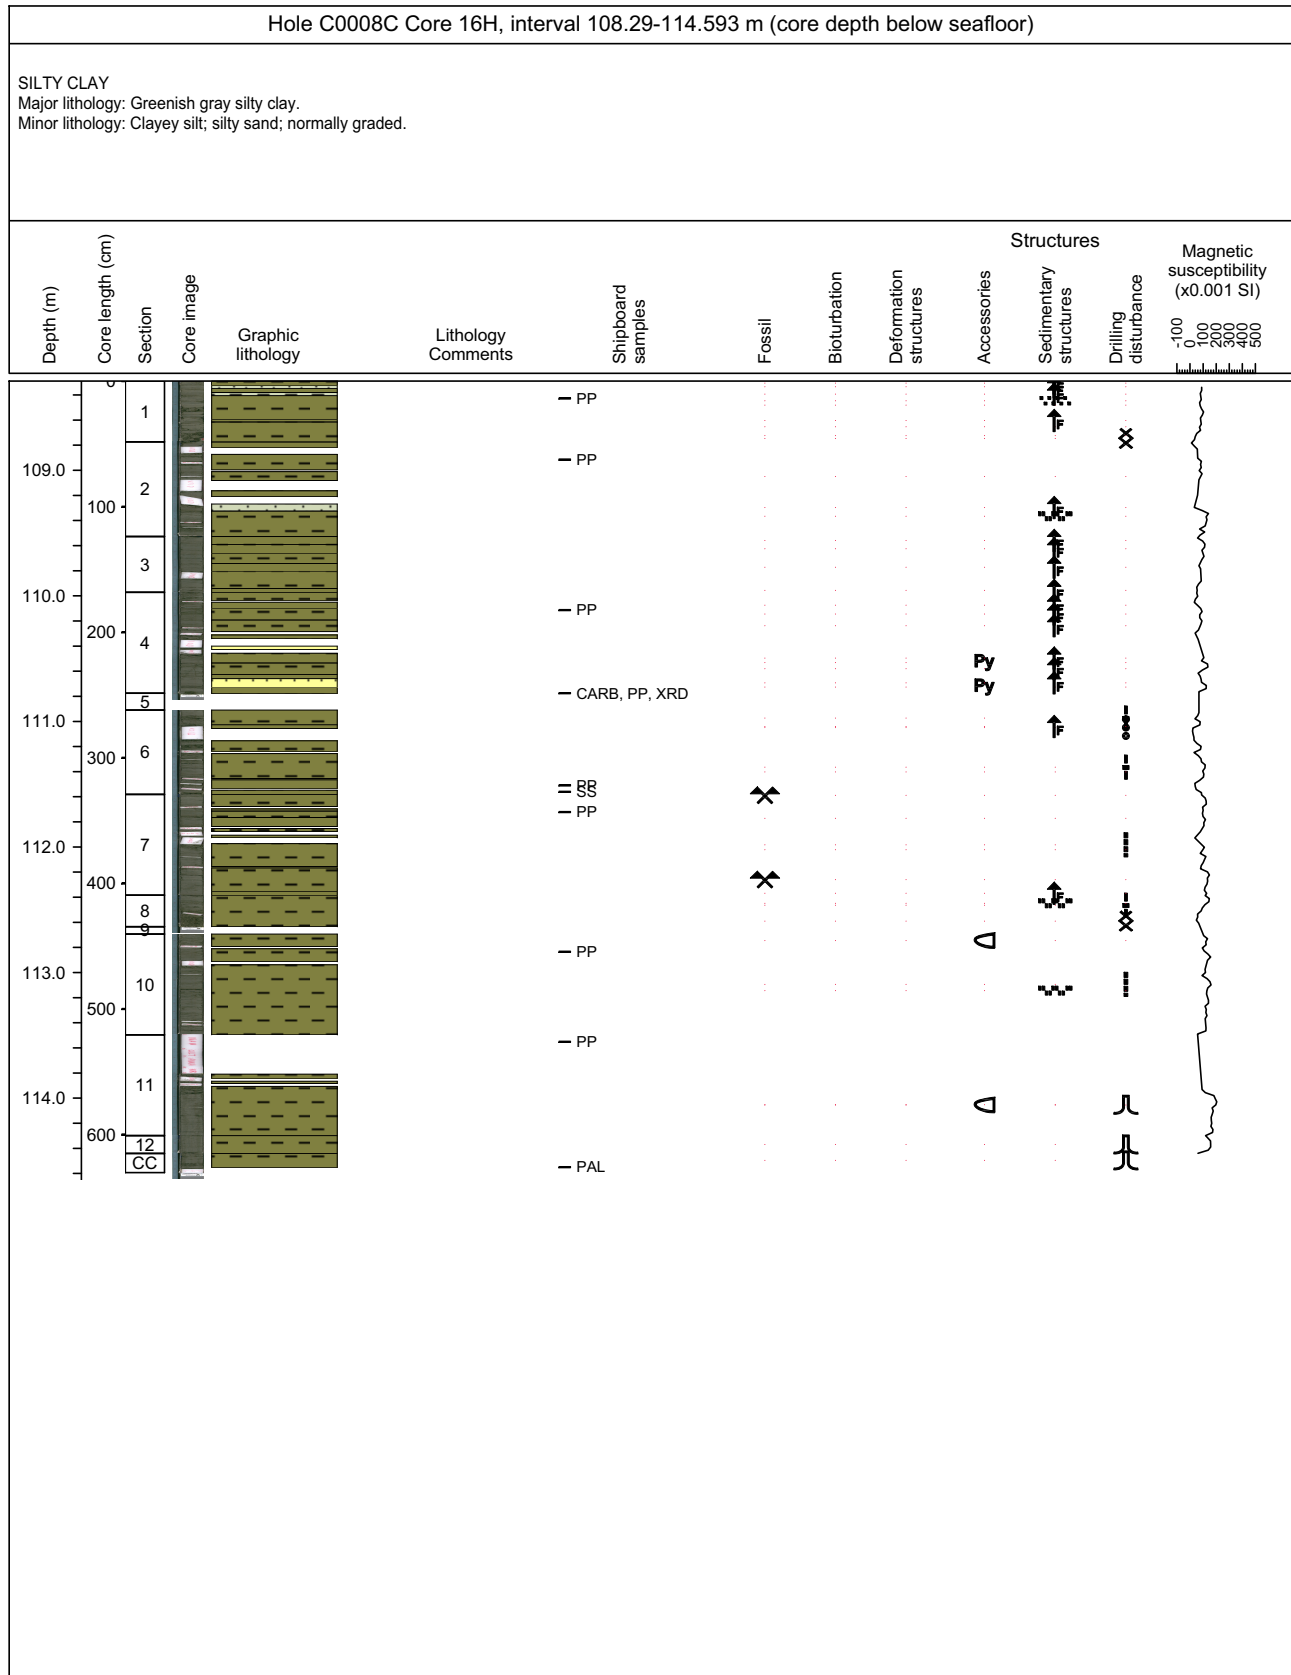 Hole C0008C Core 16H, interval 108.29-114.593 m (core depth below seafloor)
SILTY CLAY
Major lithology: Greenish gray silty clay.
Minor lithology: Clayey silt; silty sand; normally graded.
Depth (m)
Core length (cm)
Section
Core image
Graphic
lithology
Lithology
Comments
Shipboard
samples
Fossil
Bioturbation
Deformation
structures
Structures
Accessories
Sedimentary
structures
Drilling
disturbance
Magnetic
susceptibility
(x0.001 SI)
-100
0
100
200
300
400
500
0
1
PP
F
F
109.0
PP
2
100
F
3
F
F
110.0
PP
F
F
F
200
4
F
Py
F
Py
F
5
CARB, PP, XRD
111.0
F
6
300
PP
SS
PP
7
112.0
400
F
8
9
PP
113.0
10
500
PP
11
114.0
600
12
CC
PAL